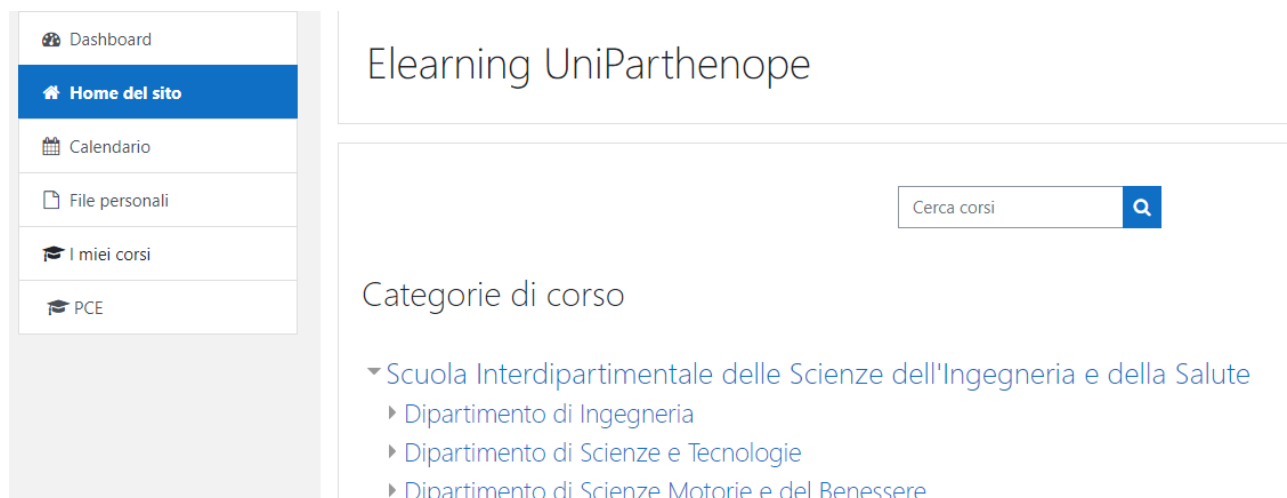 Dashboard
Home del sito
Calendario
File personali
I miei corsi
PCE
Elearning UniParthenope
Cerca corsi
Categorie di corso
Scuola Interdipartimentale delle Scienze dell'Ingegneria e della Salute
Dipartimento di Ingegneria
Dipartimento di Scienze e Tecnologie
Dipartimento di Scienze Motorie e del Benessere